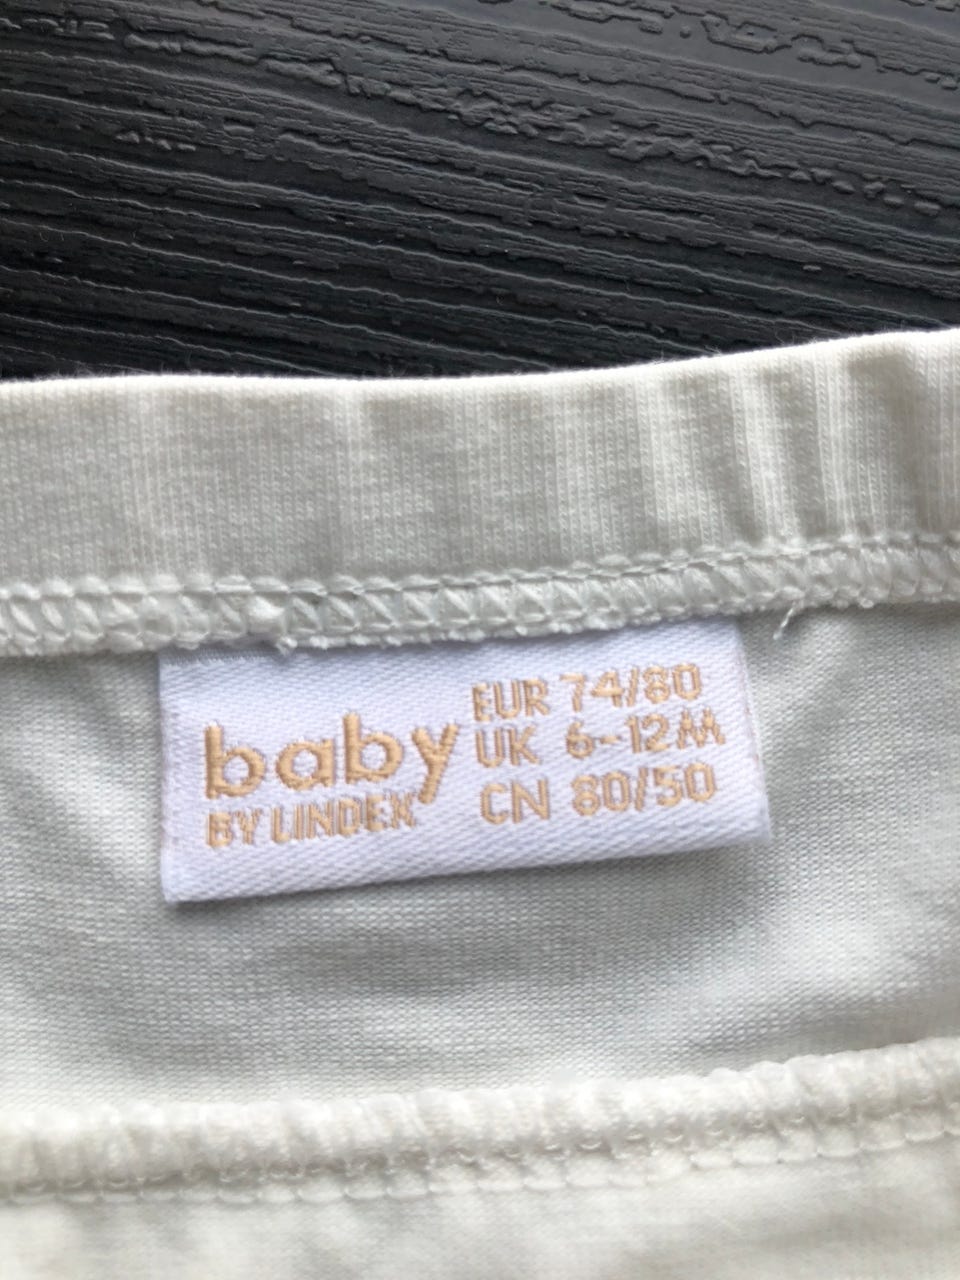 baby
BY LINDEX
EUR 74/80
UK 6-12M
CN 80/50